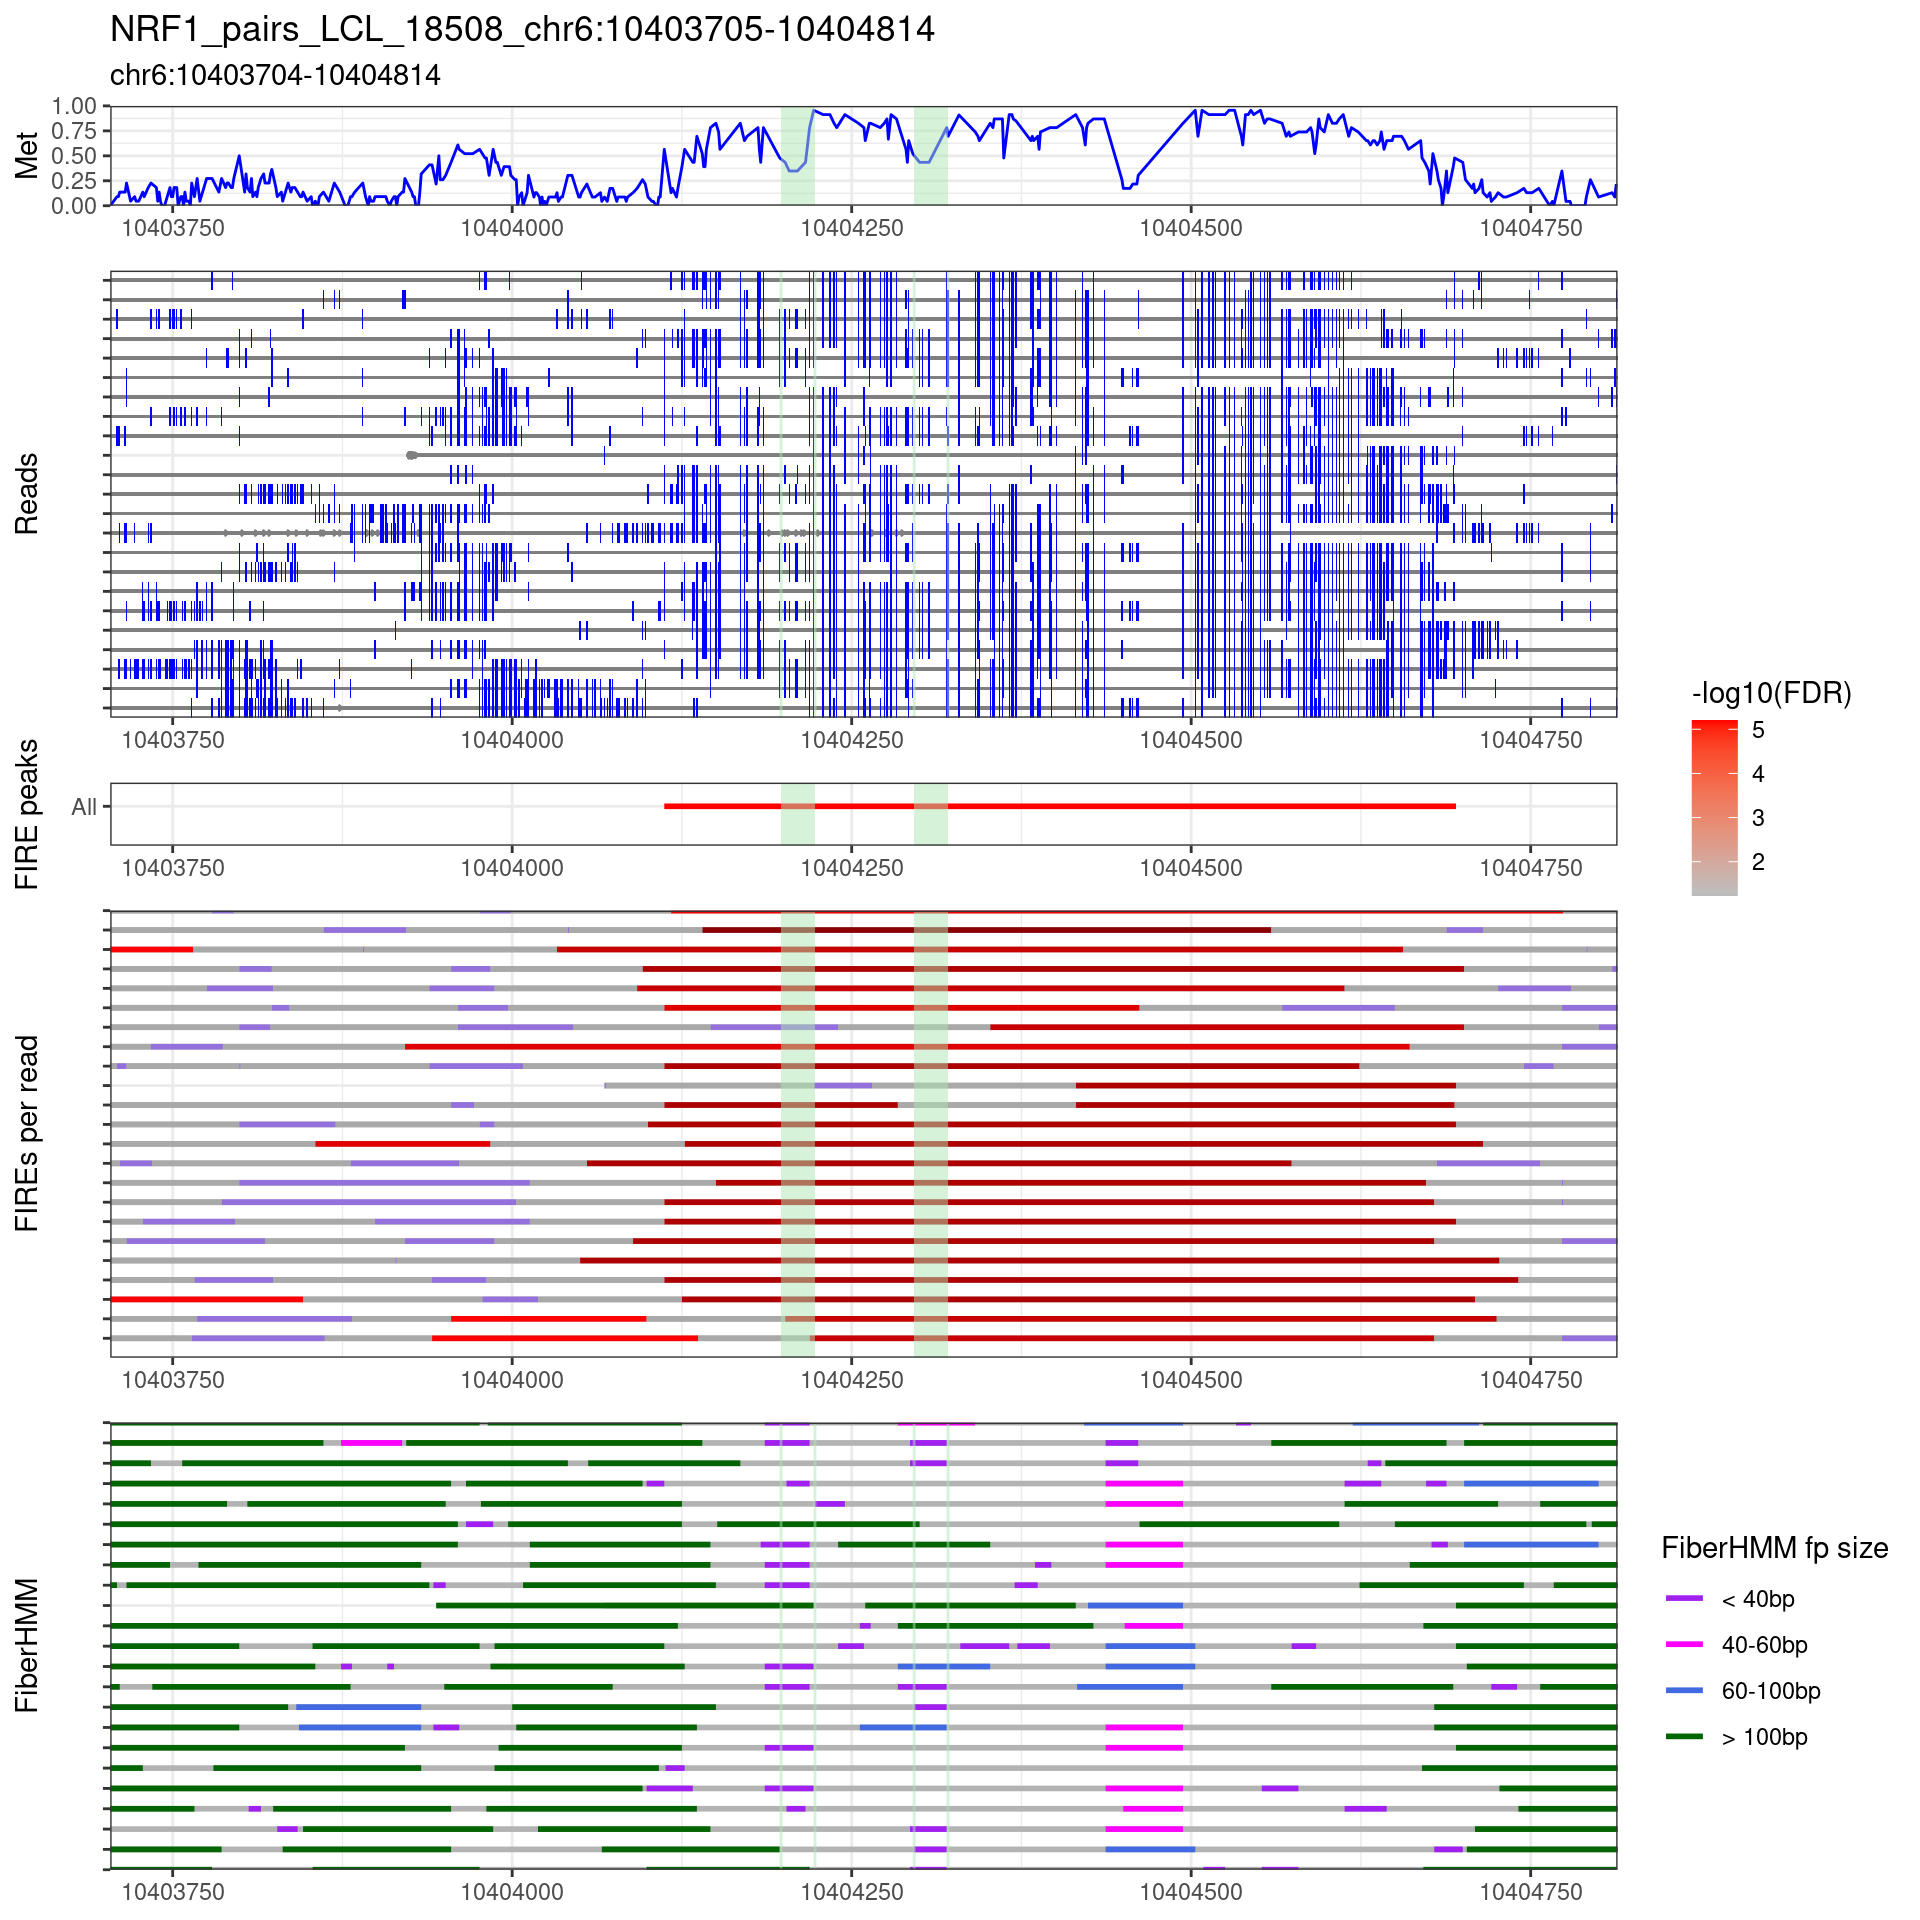 NRF1_pairs_LCL_18508_chr6:10403705-10404814
chr6:10403704-10404814
Met
1.00
0.75
0.50
0.25
0.00
10403750 10404000 10404250 10404500 10404750
Reads
10403750 10404000 10404250 10404500 10404750
FIRE peaks
All
10403750 10404000 10404250 10404500 10404750
-log10(FDR)
5
4
3
2
FIREs per read
10403750 10404000 10404250 10404500 10404750
FiberHMM
10403750 10404000 10404250 10404500 10404750
FiberHMM fp size
< 40bp
40-60bp
60-100bp
> 100bp